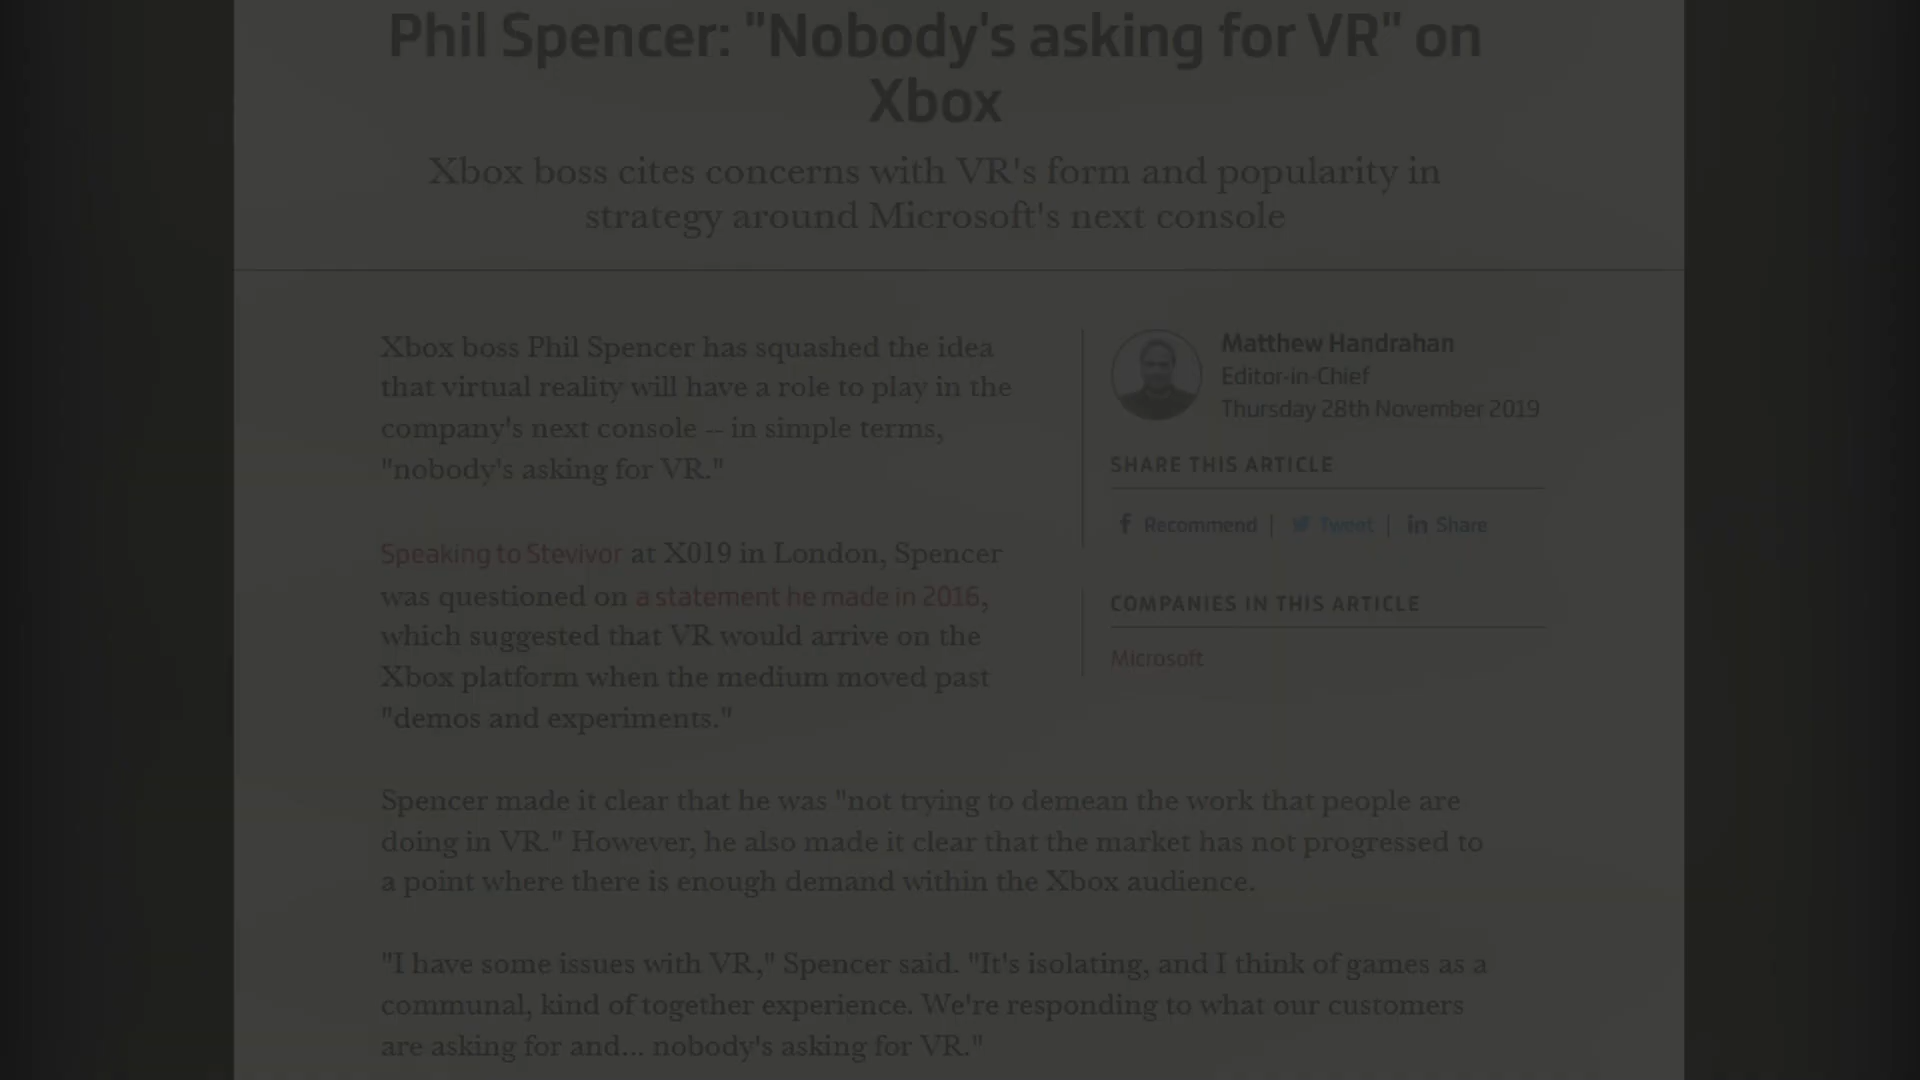 Phil Spencer: "Nobody's asking for VR" on
Xbox
Xbox boss cites concerns with VR's form and popularity in
strategy around Microsoft's next console
Xbox boss Phil Spencer has squashed the idea
that virtual reality will have a role to play in the
company's next console -- in simple terms,
"nobody's asking for VR."
Speaking to Stevivor at X019 in London, Spencer
was questioned on a statement he made in 2016,
which suggested that VR would arrive on the
Xbox platform when the medium moved past
"demos and experiments."
Matthew Handrahan
Editor-in-Chief
Thursday 28th November 2019
SHARE THIS ARTICLE
f Recommend | Tweet | in Share
COMPANIES IN THIS ARTICLE
Microsoft
Spencer made it clear that he was "not trying to demean the work that people are
doing in VR." However, he also made it clear that the market has not progressed to
a point where there is enough demand within the Xbox audience.
"I have some issues with VR," Spencer said. "It's isolating, and I think of games as a
communal, kind of together experience. We're responding to what our customers
are asking for and... nobody's asking for VR."